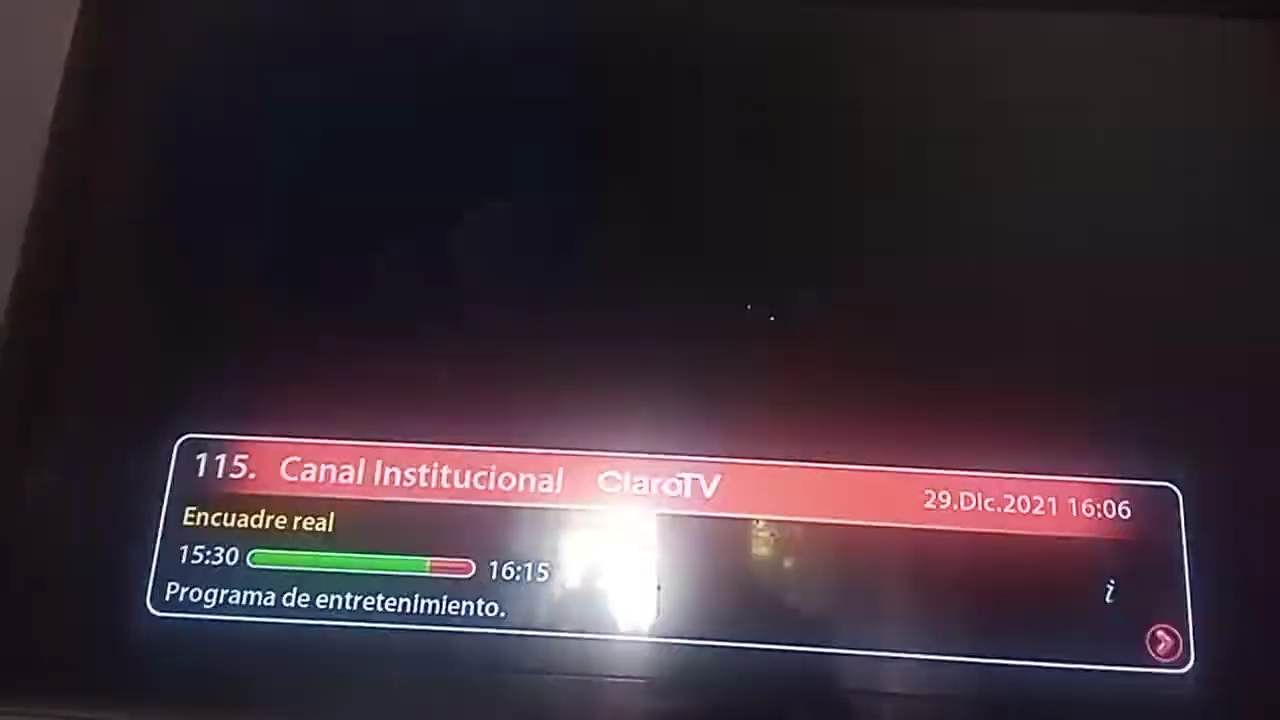 115. Canal Institucional ClaroTV 29.Dic.2021 16:06
Encuadre real
15:30 16:15
Programa de entretenimiento.
i